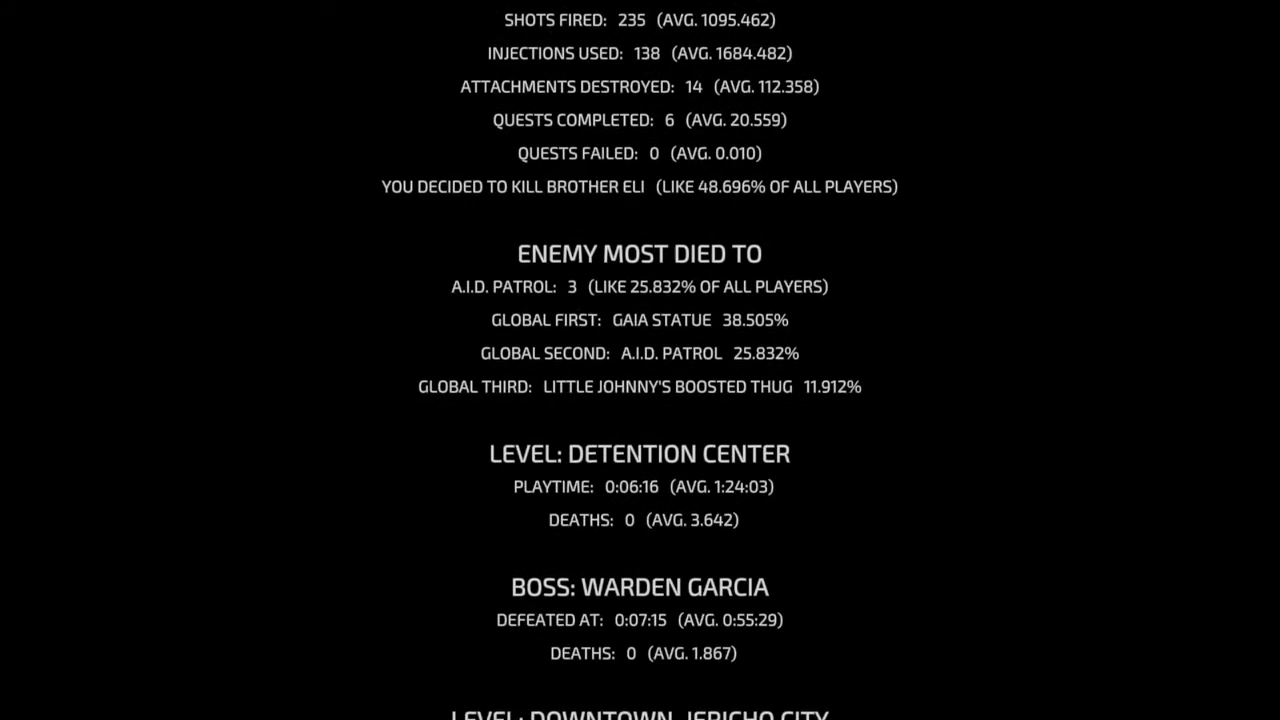 SHOTS FIRED: 235 (AVG. 1095.462)
INJECTIONS USED: 138 (AVG. 1684.482)
ATTACHMENTS DESTROYED: 14 (AVG. 112.358)
QUESTS COMPLETED: 6 (AVG. 20.559)
QUESTS FAILED: 0 (AVG. 0.010)
YOU DECIDED TO KILL BROTHER ELI (LIKE 48.696% OF ALL PLAYERS)
ENEMY MOST DIED TO
A.I.D. PATROL: 3 (LIKE 25.832% OF ALL PLAYERS)
GLOBAL FIRST: GAIA STATUE 38.505%
GLOBAL SECOND: A.I.D. PATROL 25.832%
GLOBAL THIRD: LITTLE JOHNNY'S BOOSTED THUG 11.912%
LEVEL: DETENTION CENTER
PLAYTIME: 0:06:16 (AVG. 1:24:03)
DEATHS: 0 (AVG. 3.642)
BOSS: WARDEN GARCIA
DEFEATED AT: 0:07:15 (AVG. 0:55:29)
DEATHS: 0 (AVG. 1.867)
LEVEL: DOWNTOWN JERICHO CITY